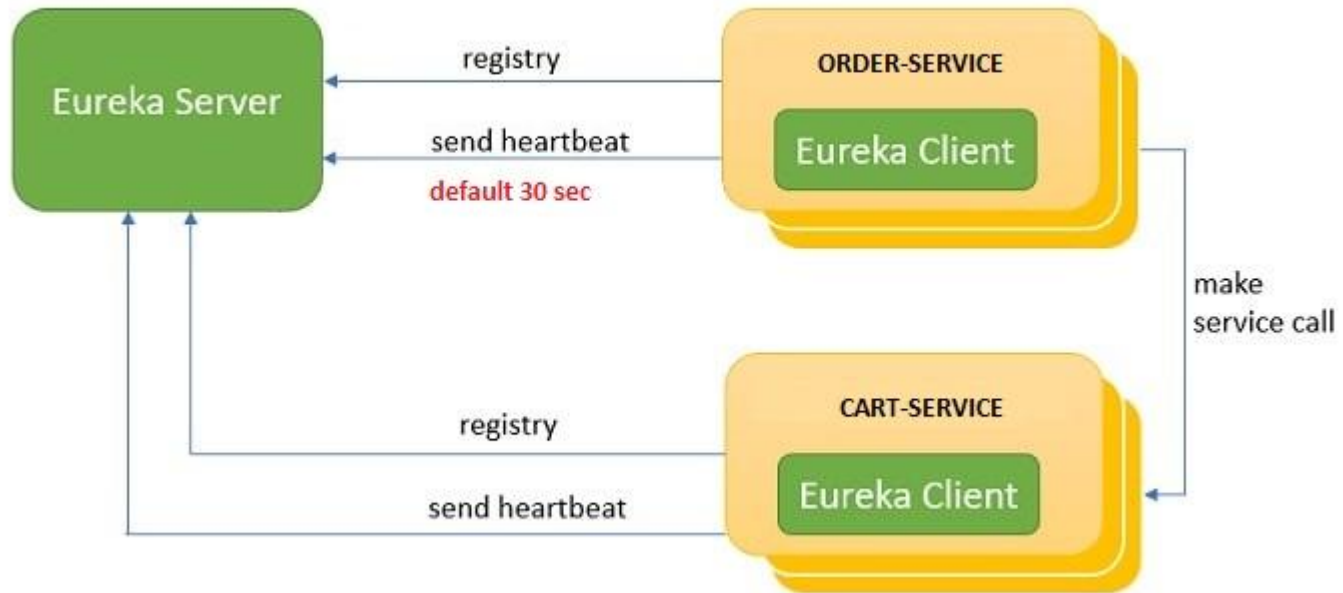 Eureka Server
registry
send heartbeat
default 30 sec
ORDER-SERVICE
Eureka Client
make
service call
registry
send heartbeat
CART-SERVICE
Eureka Client